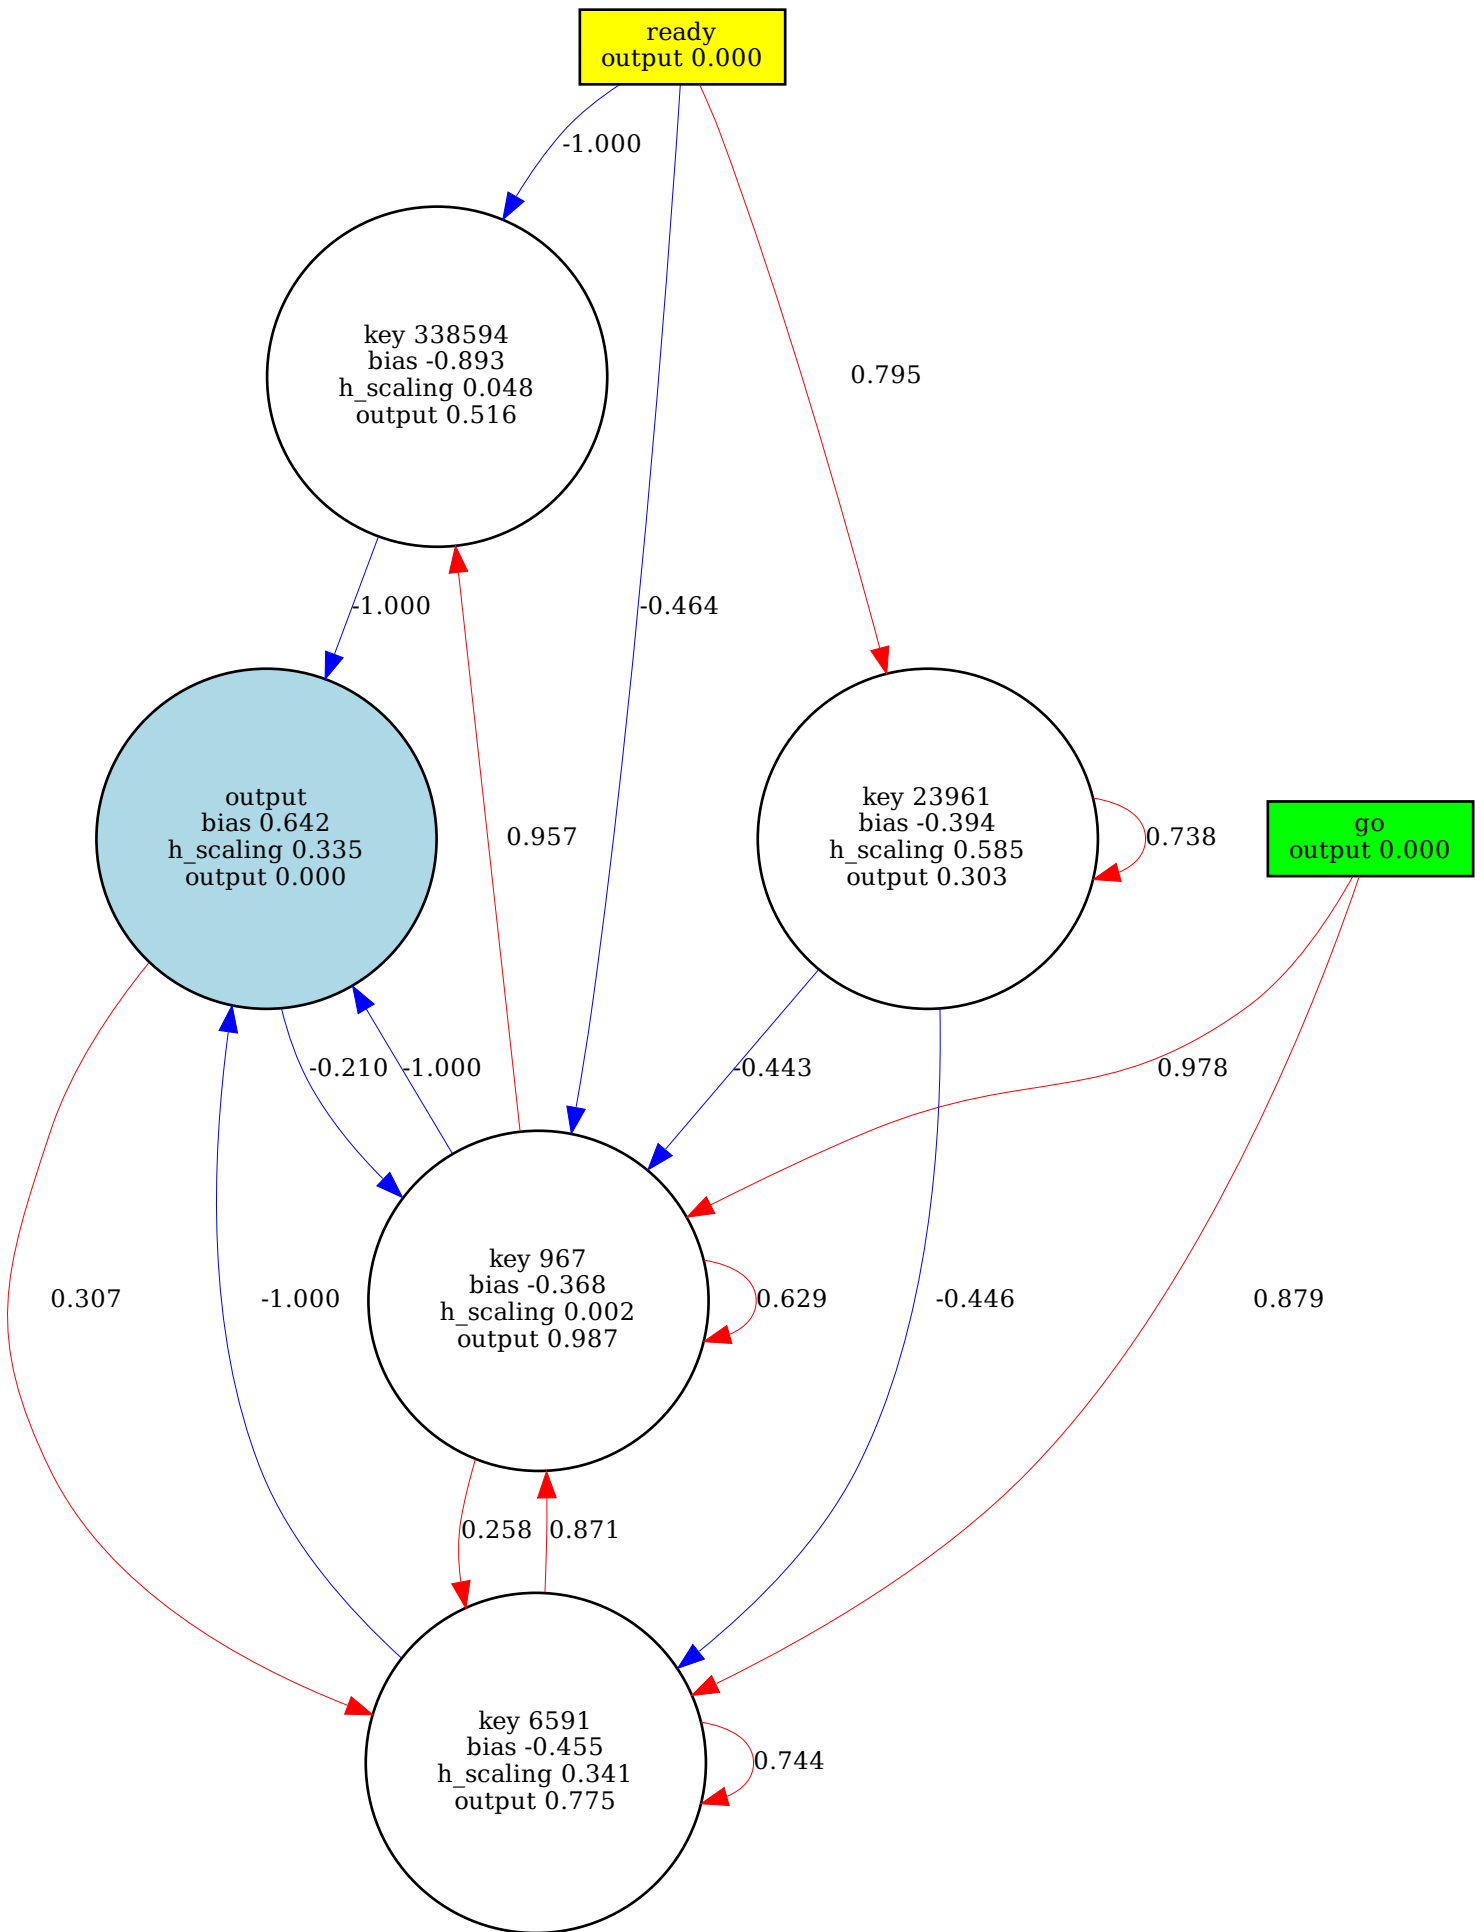 ready
output 0.000
-1.000
key 338594
bias -0.893
h_scaling 0.048
output 0.516
0.795
-1.000
-0.464
output
bias 0.642
h_scaling 0.335
output 0.000
0.957
key 23961
bias -0.394
h_scaling 0.585
output 0.303
0.738
go
output 0.000
-0.210
-1.000
-0.443
0.978
0.307
-1.000
key 967
bias -0.368
h_scaling 0.002
output 0.987
0.629
-0.446
0.879
0.258
0.871
key 6591
bias -0.455
h_scaling 0.341
output 0.775
0.744